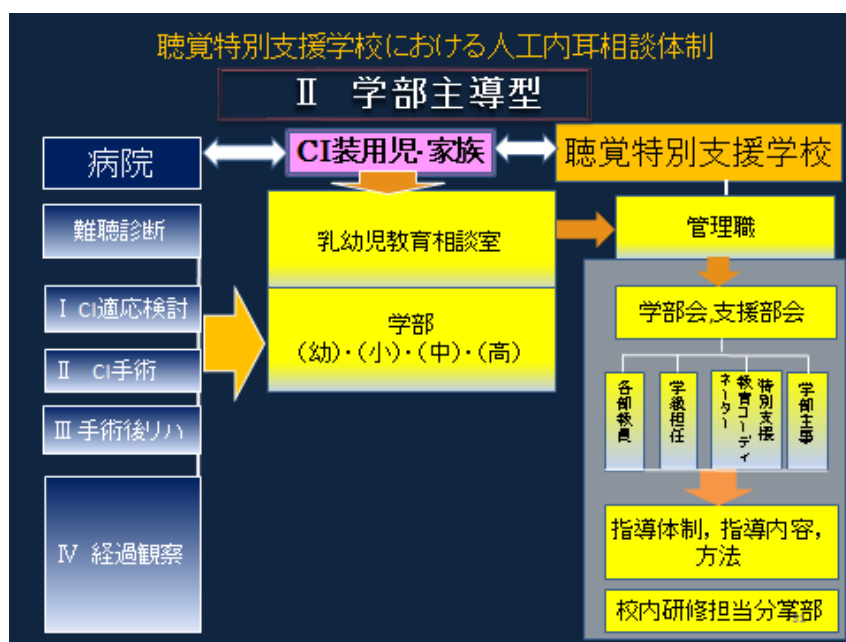 聴覚特別支援学校における人工内耳相談体制
Ⅱ 学部主導型
病院
CI装用児・家族
聴覚特別支援学校
難聴診断
Ⅰ CI適応検討
Ⅱ CI手術
Ⅲ 手術後リハ
Ⅳ 経過観察
乳幼児教育相談室
学部
(幼)・(小)・(中)・(高)
管理職
学部会,支援部会
各部教員
学級担任
特別支援
教育コーディ
ネーター
学部主事
指導体制，指導内容，
方法
校内研修担当分掌部